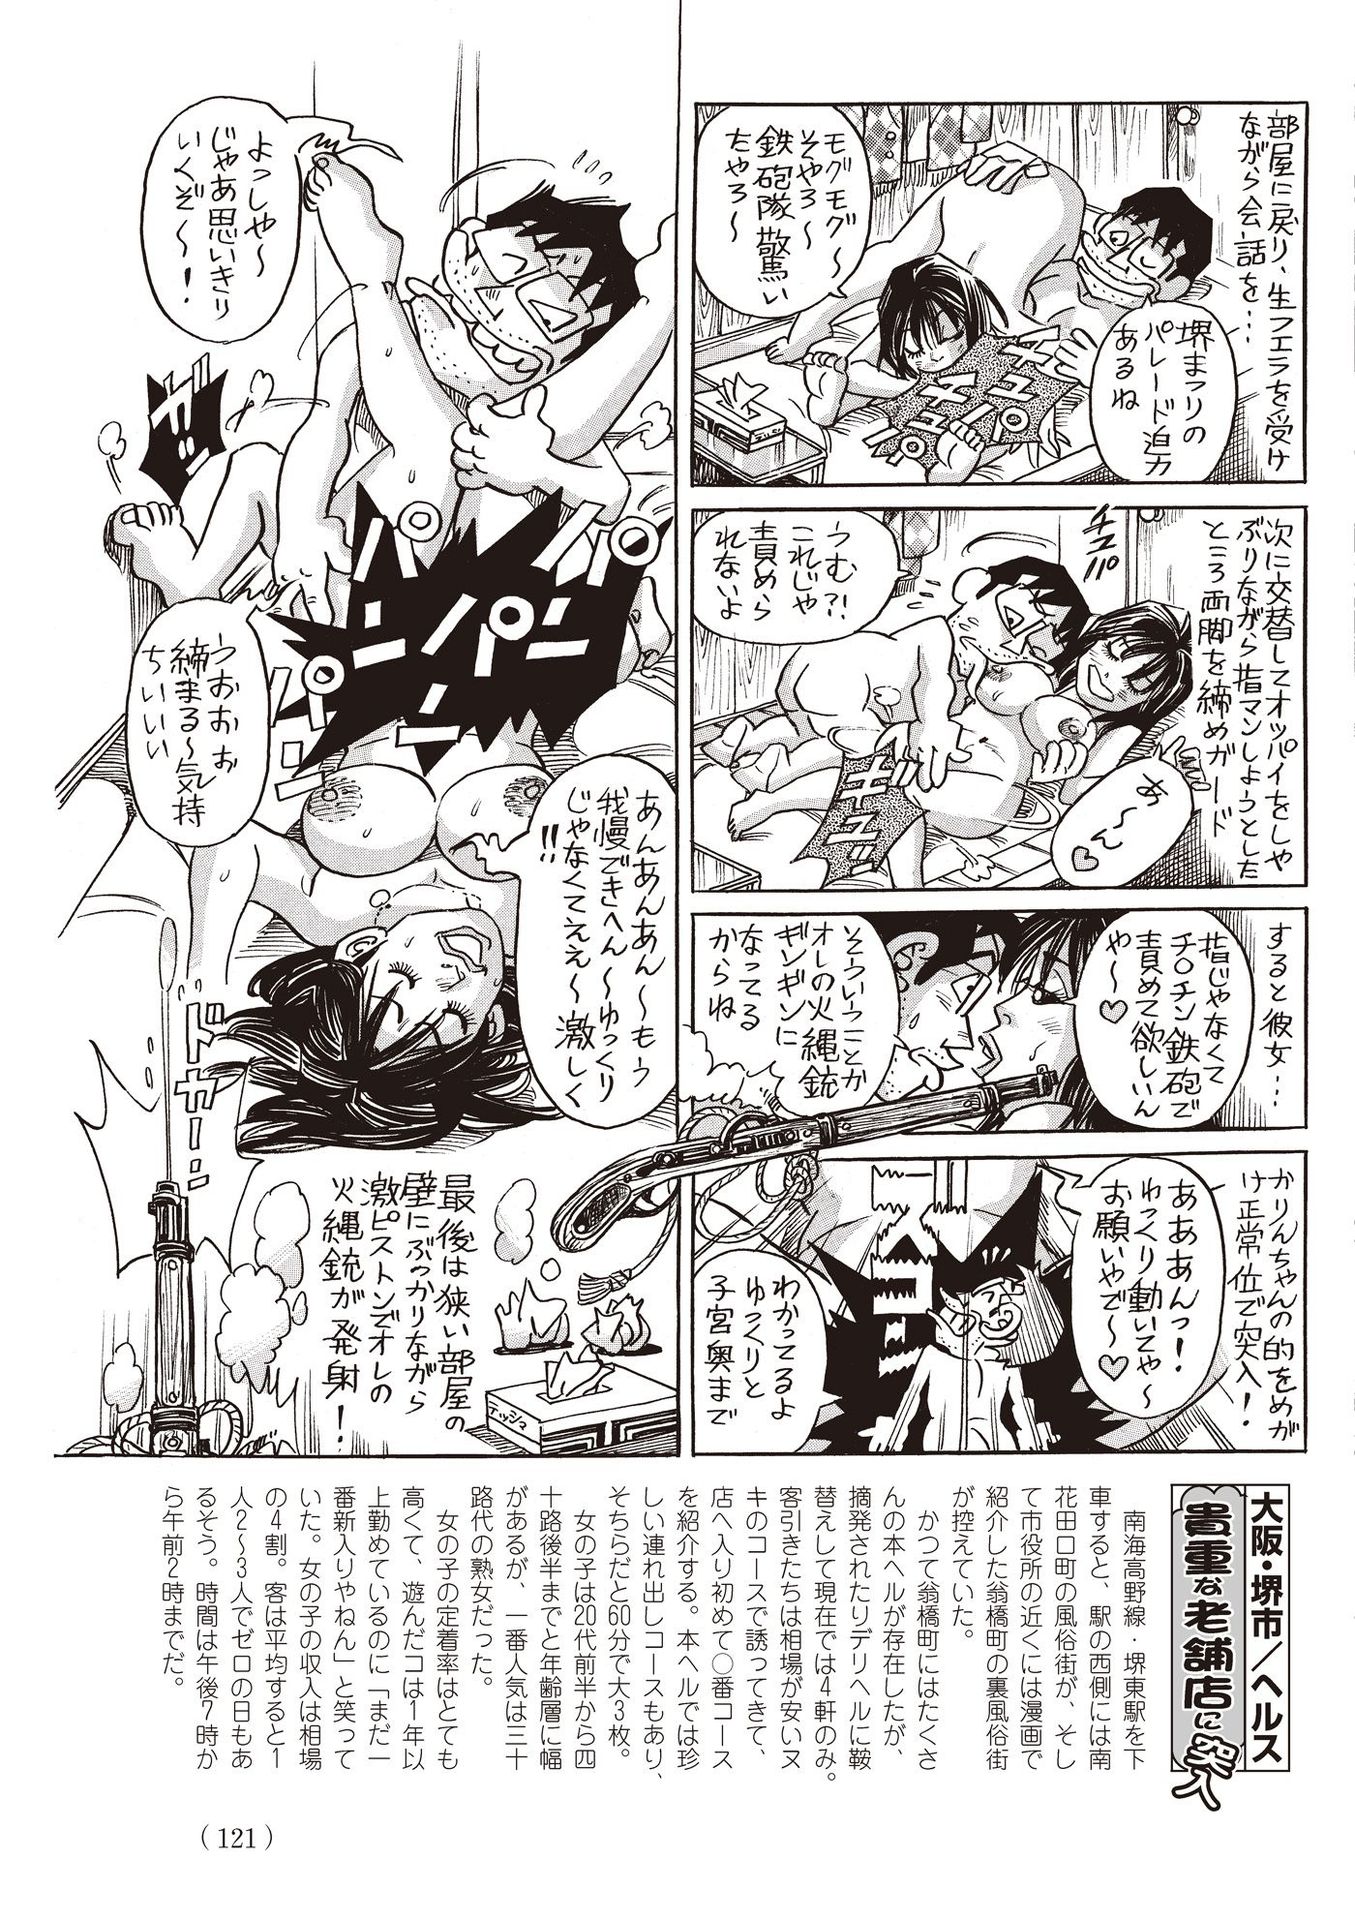 部屋に戻り、生フェラを受け
ながら会話を…
堺まつりの
パレード迫力
あるね
モグモグ〜
そやろ〜
鉄砲隊驚い
たやろ〜
チュパ
チュパ
次に交替してオッパイをしゃ
ぶりながら指マンしようとした
ところ両脚を締めガード
チュパ
うむ?!
これじゃ
責めら
れないよ
あ〜ん♡
ギュギュ
すると彼女…
指じゃなくて
チ○チン鉄砲で
責めて欲しいん
や〜♡
そういうことか
オレの火縄銃
ギンギンに
なってる
からね
かりんちゃんの的をめが
け正常位で突入!
あああんっ!
ゆっくり動いてや〜
お願いやで〜♡
わかってるよ
ゆっくりと
子宮奥まで
よっしゃ〜
じゃあ思いきり
いくぞ〜!
ガガッ
パンパン
パンパン
うおおぉ
締まる〜気持
ちいいい
あんあんあん〜もう
我慢できへん〜ゆっくり
じゃなくてええ〜激しく
!!
ドカーー:
最後は狭い部屋の
壁にぶつかりながら
激ピストンでオレの
火縄銃が発射!
テッシュ
大阪・堺市/ヘルス
貴重な老舗店に突入
南海高野線・堺東駅を下
車すると、駅の西側には南
花田口町の風俗街が、そし
て市役所の近くには漫画で
紹介した翁橋町の裏風俗街
が控えていた。
かつて翁橋町にはたくさ
んの本ヘルが存在したが、
摘発されたりデリヘルに鞍
替えして現在では4軒のみ。
客引きたちは相場が安いヌ
キのコースで誘ってきて、
店へ入り初めて○番コース
を紹介する。本ヘルでは珍
しい連れ出しコースもあり、
そちらだと60分で大3枚。
女の子は20代前半から四
十路後半までと年齢層に幅
があるが、一番人気は三十
路代の熟女だった。
女の子の定着率はとても
高くて、遊んだコは1年以
上勤めているのに「まだ一
番新入りやねん」と笑って
いた。女の子の収入は相場
の4割。客は平均すると1
人2〜3人でゼロの日もあ
るそう。時間は午後7時か
ら午前2時までだ。
(121)